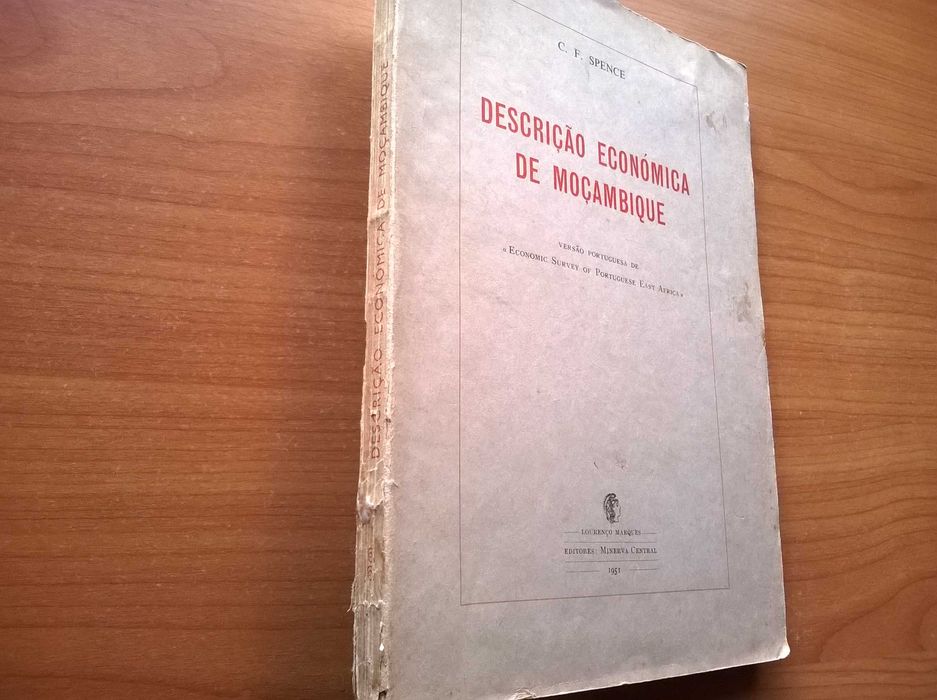 C. F. SPENCE
DESCRIÇÃO ECONÓMICA
DE MOÇAMBIQUE
VERSÃO PORTUGUESA DE
« ECONOMIC SURVEY OF PORTUGUESE EAST AFRICA »
LOURENÇO MARQUES
EDITORES: MINERVA CENTRAL
1951
DESCRIÇÃO ECONÓMICA DE MOÇAMBIQUE